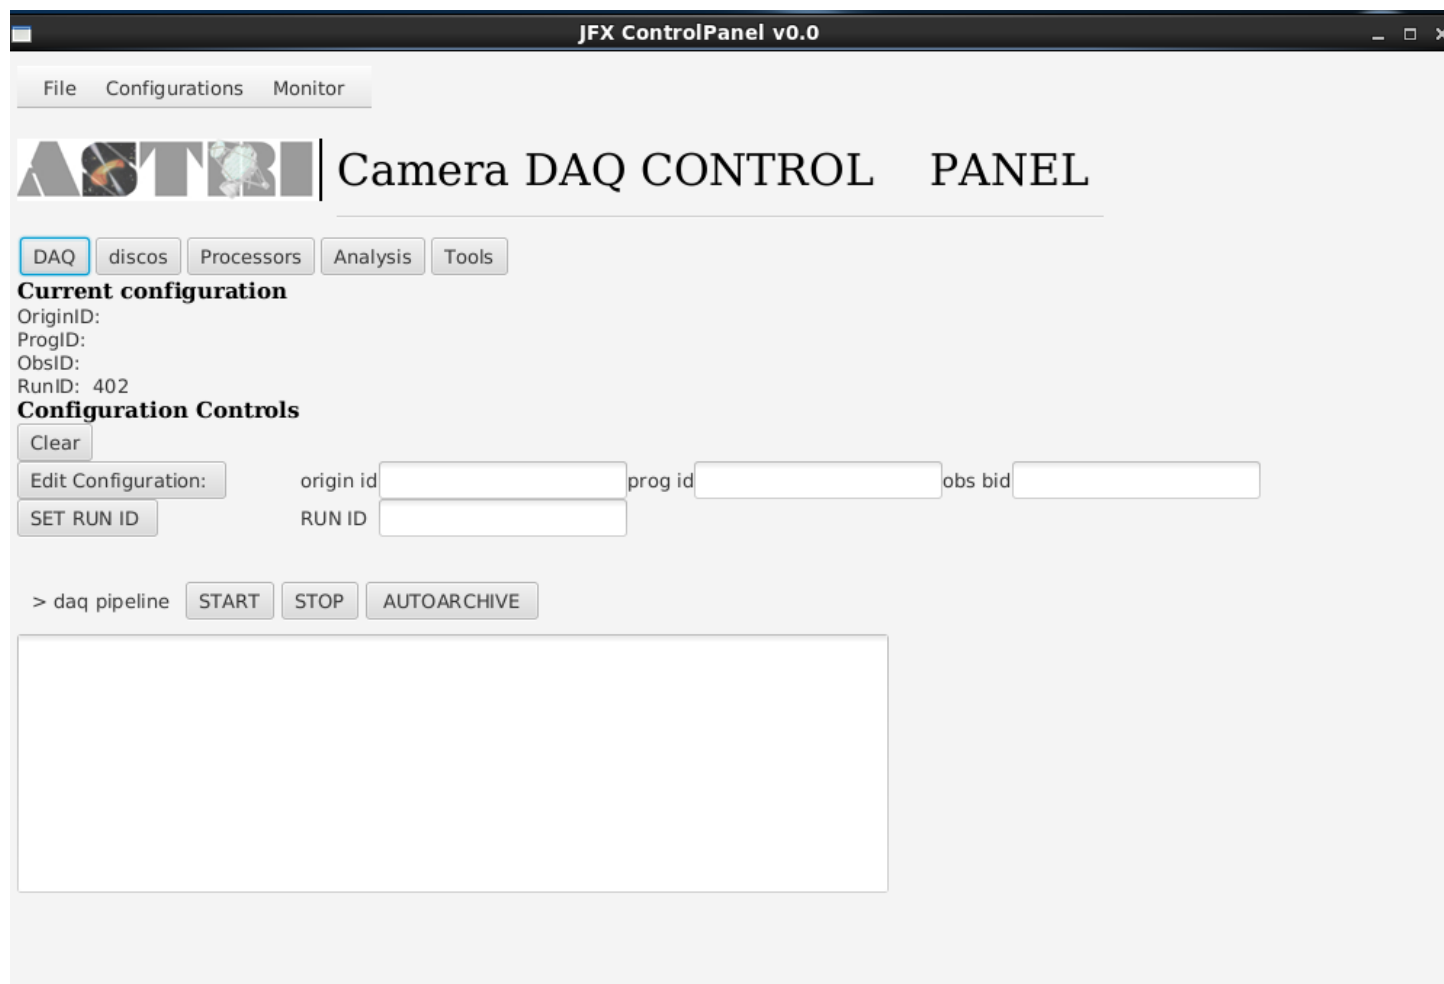 JFX ControlPanel v0.0
File Configurations Monitor
ASTRI Camera DAQ CONTROL PANEL
DAQ discos Processors Analysis Tools
Current configuration
OriginID:
ProgID:
ObsID:
RunID: 402
Configuration Controls
Clear
Edit Configuration: origin id prog id obs bid
SET RUN ID RUN ID
> daq pipeline START STOP AUTOARCHIVE